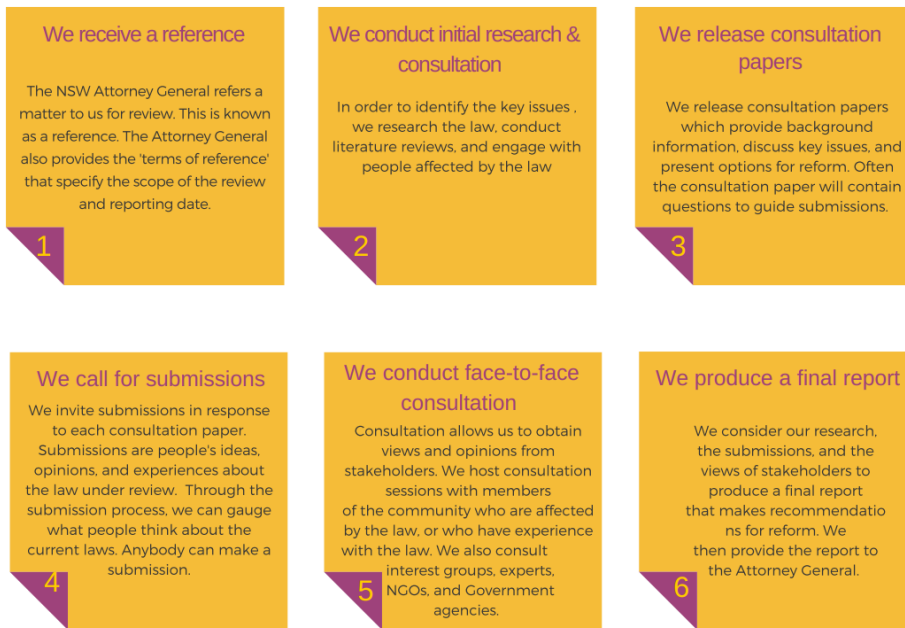 We receive a reference
The NSW Attorney General refers a
matter to us for review. This is known
as a reference. The Attorney General
also provides the 'terms of reference'
that specify the scope of the review
and reporting date.
1
We conduct initial research &
consultation
In order to identify the key issues ,
we research the law, conduct
literature reviews, and engage with
people affected by the law
2
We release consultation
papers
We release consultation papers
which provide background
information, discuss key issues, and
present options for reform. Often
the consultation paper will contain
questions to guide submissions.
3
We call for submissions
We invite submissions in response
to each consultation paper.
Submissions are people's ideas,
opinions, and experiences about
the law under review. Through the
submission process, we can gauge
what people think about the
current laws. Anybody can make a
submission.
4
We conduct face-to-face
consultation
Consultation allows us to obtain
views and opinions from
stakeholders. We host consultation
sessions with members
of the community who are affected
by the law, or who have experience
with the law. We also consult
interest groups, experts,
NGOs, and Government
agencies.
5
We produce a final report
We consider our research,
the submissions, and the
views of stakeholders to
produce a final report
that makes recommendatio
ns for reform. We
then provide the report to
the Attorney General.
6